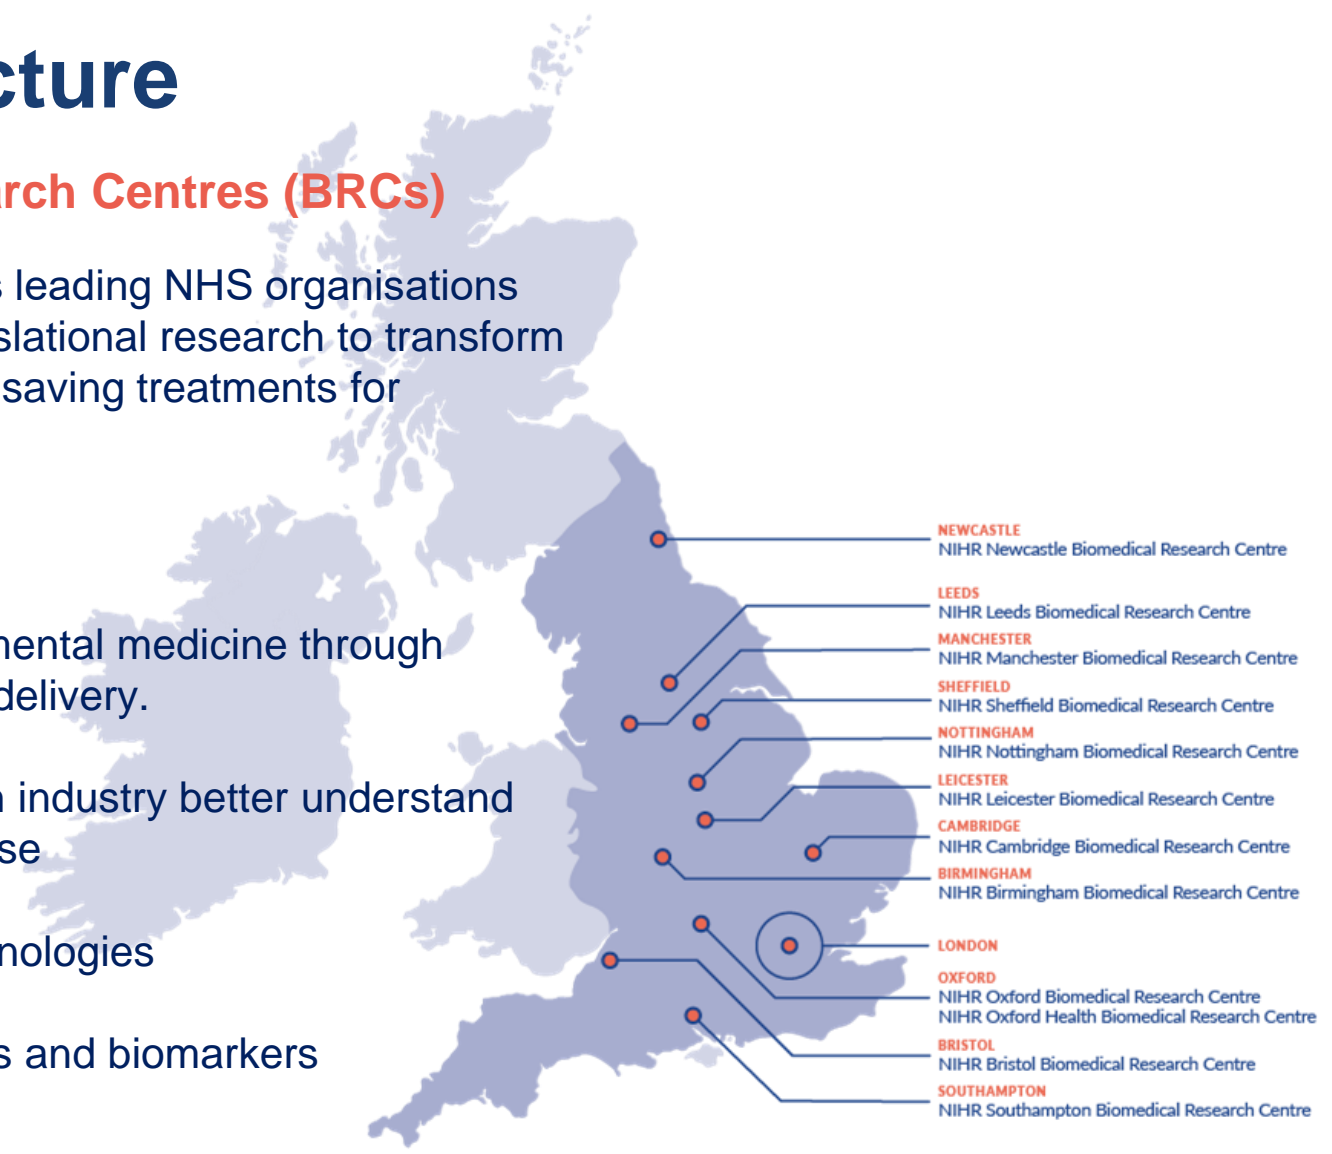 cture
arch Centres (BRCs)
s leading NHS organisations
slational research to transform
saving treatments for
mental medicine through
delivery.
n industry better understand
se
nologies
s and biomarkers
NEWCASTLE
NIHR Newcastle Biomedical Research Centre
LEEDS
NIHR Leeds Biomedical Research Centre
MANCHESTER
NIHR Manchester Biomedical Research Centre
SHEFFIELD
NIHR Sheffield Biomedical Research Centre
NOTTINGHAM
NIHR Nottingham Biomedical Research Centre
LEICESTER
NIHR Leicester Biomedical Research Centre
CAMBRIDGE
NIHR Cambridge Biomedical Research Centre
BIRMINGHAM
NIHR Birmingham Biomedical Research Centre
LONDON
OXFORD
NIHR Oxford Biomedical Research Centre
NIHR Oxford Health Biomedical Research Centre
BRISTOL
NIHR Bristol Biomedical Research Centre
SOUTHAMPTON
NIHR Southampton Biomedical Research Centre